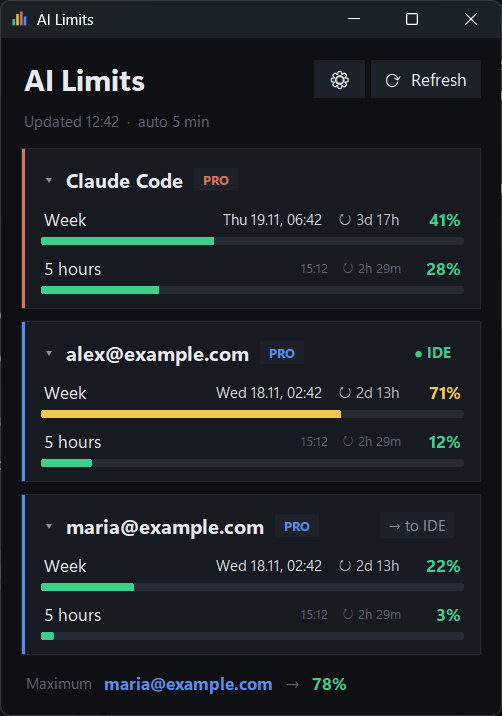 AI Limits
AI Limits
Refresh
Updated 12:42 · auto 5 min
Claude Code PRO
Week Thu 19.11, 06:42 ↻ 3d 17h 41%
5 hours 15:12 ↻ 2h 29m 28%
alex@example.com PRO ● IDE
Week Wed 18.11, 02:42 ↻ 2d 13h 71%
5 hours 15:12 ↻ 2h 29m 12%
maria@example.com PRO → to IDE
Week Wed 18.11, 02:42 ↻ 2d 13h 22%
5 hours 15:12 ↻ 2h 29m 3%
Maximum maria@example.com → 78%